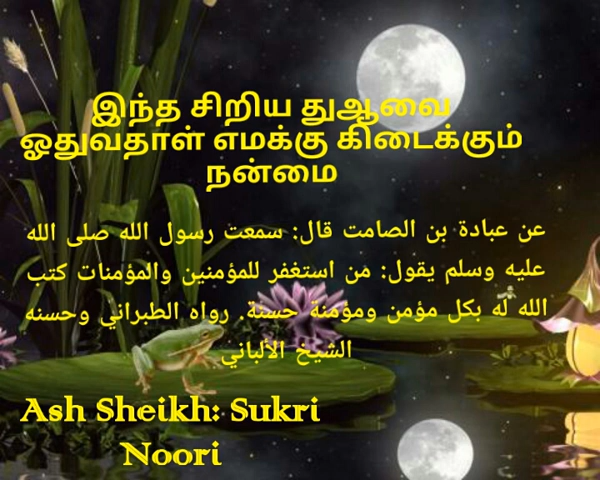 இந்த சிறிய துஆவை
ஓதுவதாள் எமக்கு கிடைக்கும்
நன்மை
عن عبادة بن الصامت قال: سمعت رسول الله صلى الله
عليه وسلم يقول: من استغفر للمؤمنين والمؤمنات كتب
الله له بكل مؤمن ومؤمنة حسنة. رواه الطبراني وحسنه
الشيخ الألباني
Ash Sheikh: Sukri
Noori